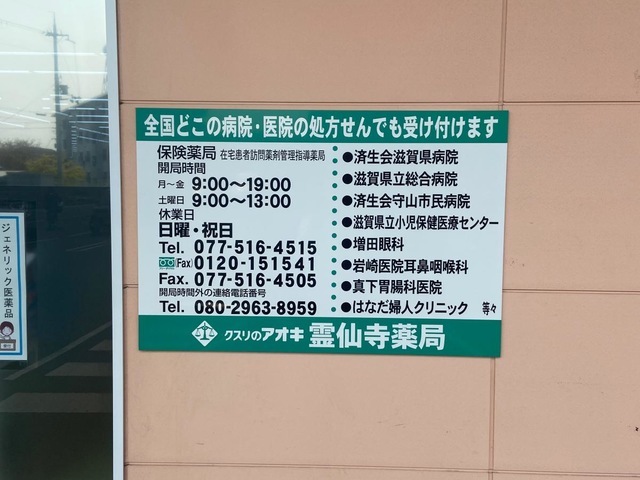 全国どこの病院・医院の処方せんでも受け付けます
保険薬局 在宅患者訪問薬剤管理指導薬局
開局時間
月～金 9:00～19:00
土曜日 9:00～13:00
休業日
日曜・祝日
Tel. 077-516-4515
(Fax) 0120-151541
Fax. 077-516-4505
開局時間外の連絡電話番号
Tel. 080-2963-8959
●済生会滋賀県病院
●滋賀県立総合病院
●済生会守山市民病院
●滋賀県立小児保健医療センター
●増田眼科
●岩崎医院耳鼻咽喉科
●真下胃腸科医院
●はなだ婦人クリニック 等々
クスリのアオキ 霊仙寺薬局
ジェネリック医薬品